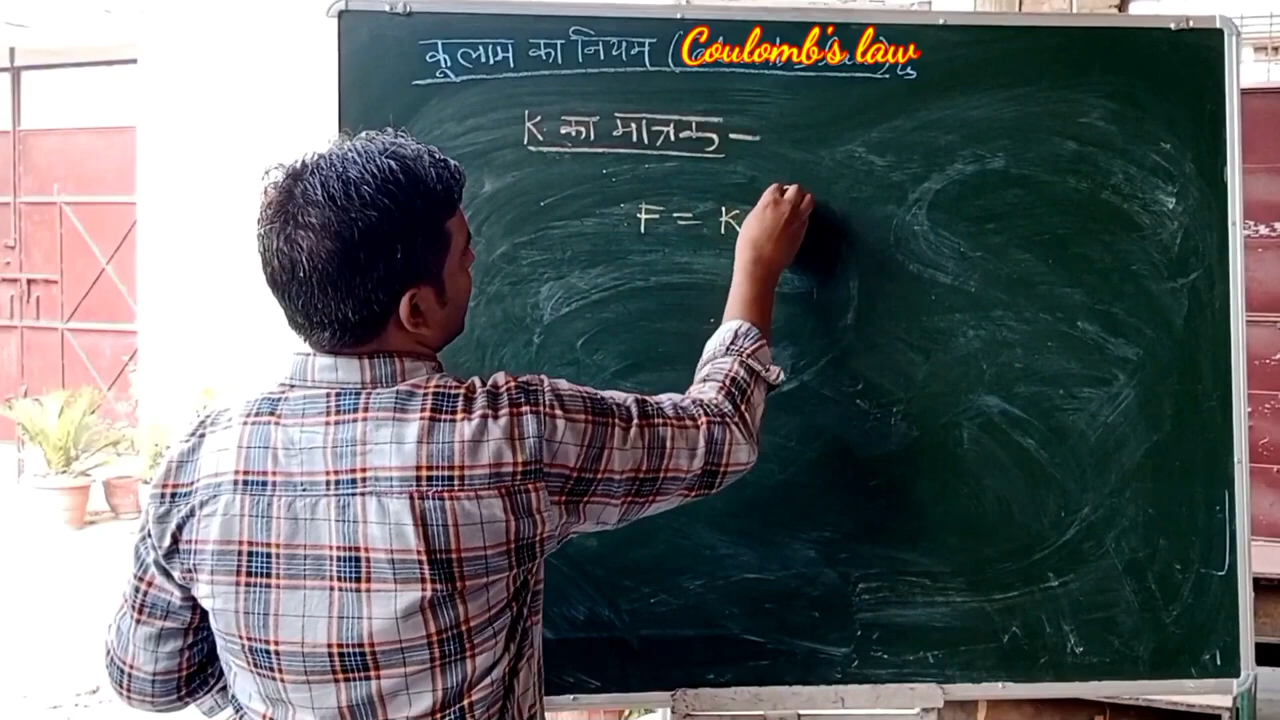 कूलाम का नियम (Coulomb's law
K का मात्रक -
F = K